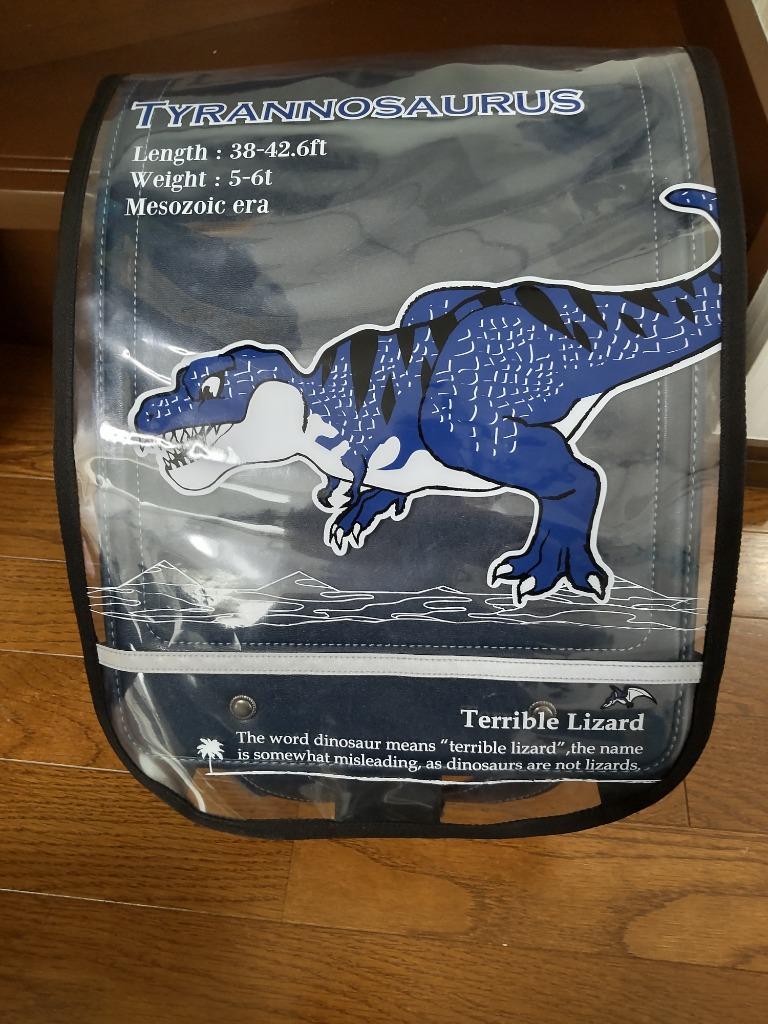 TYRANNOSAURUS
Length : 38-42.6ft
Weight : 5-6t
Mesozoic era
Terrible Lizard
The word dinosaur means “terrible lizard”,the name
is somewhat misleading, as dinosaurs are not lizards,